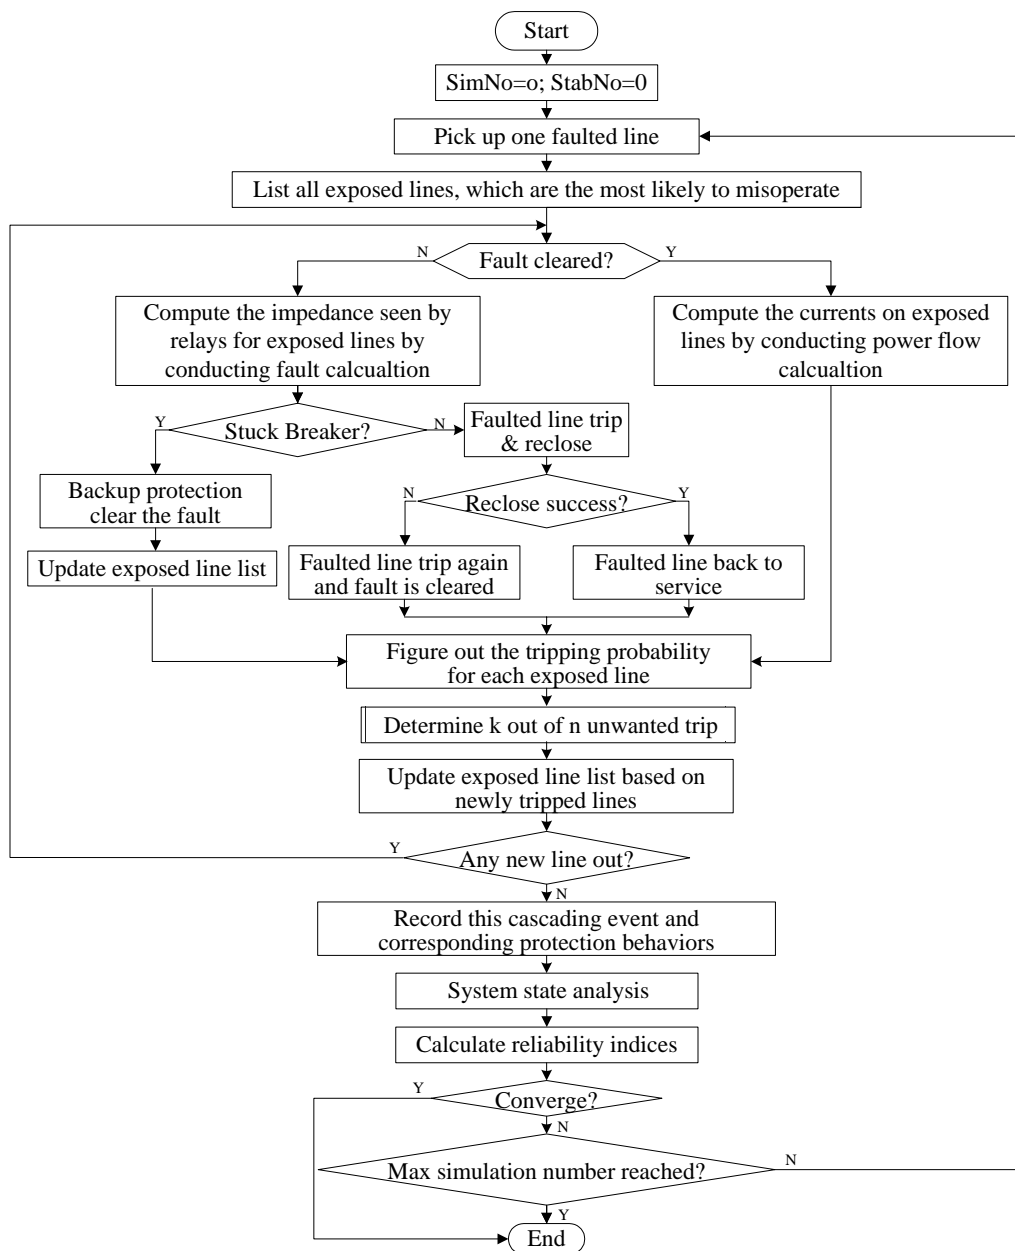 Start
SimNo=o; StabNo=0
Pick up one faulted line
List all exposed lines, which are the most likely to misoperate
N
Fault cleared?
Y
Compute the impedance seen by
relays for exposed lines by
conducting fault calcualtion
Compute the currents on exposed
lines by conducting power flow
calcualtion
Y
Stuck Breaker?
N
Faulted line trip
& reclose
Backup protection
clear the fault
N
Reclose success?
Y
Update exposed line list
Faulted line trip again
and fault is cleared
Faulted line back to
service
Figure out the tripping probability
for each exposed line
Determine k out of n unwanted trip
Update exposed line list based on
newly tripped lines
Y
Any new line out?
N
Record this cascading event and
corresponding protection behaviors
System state analysis
Calculate reliability indices
Y
Converge?
N
Max simulation number reached?
N
Y
End